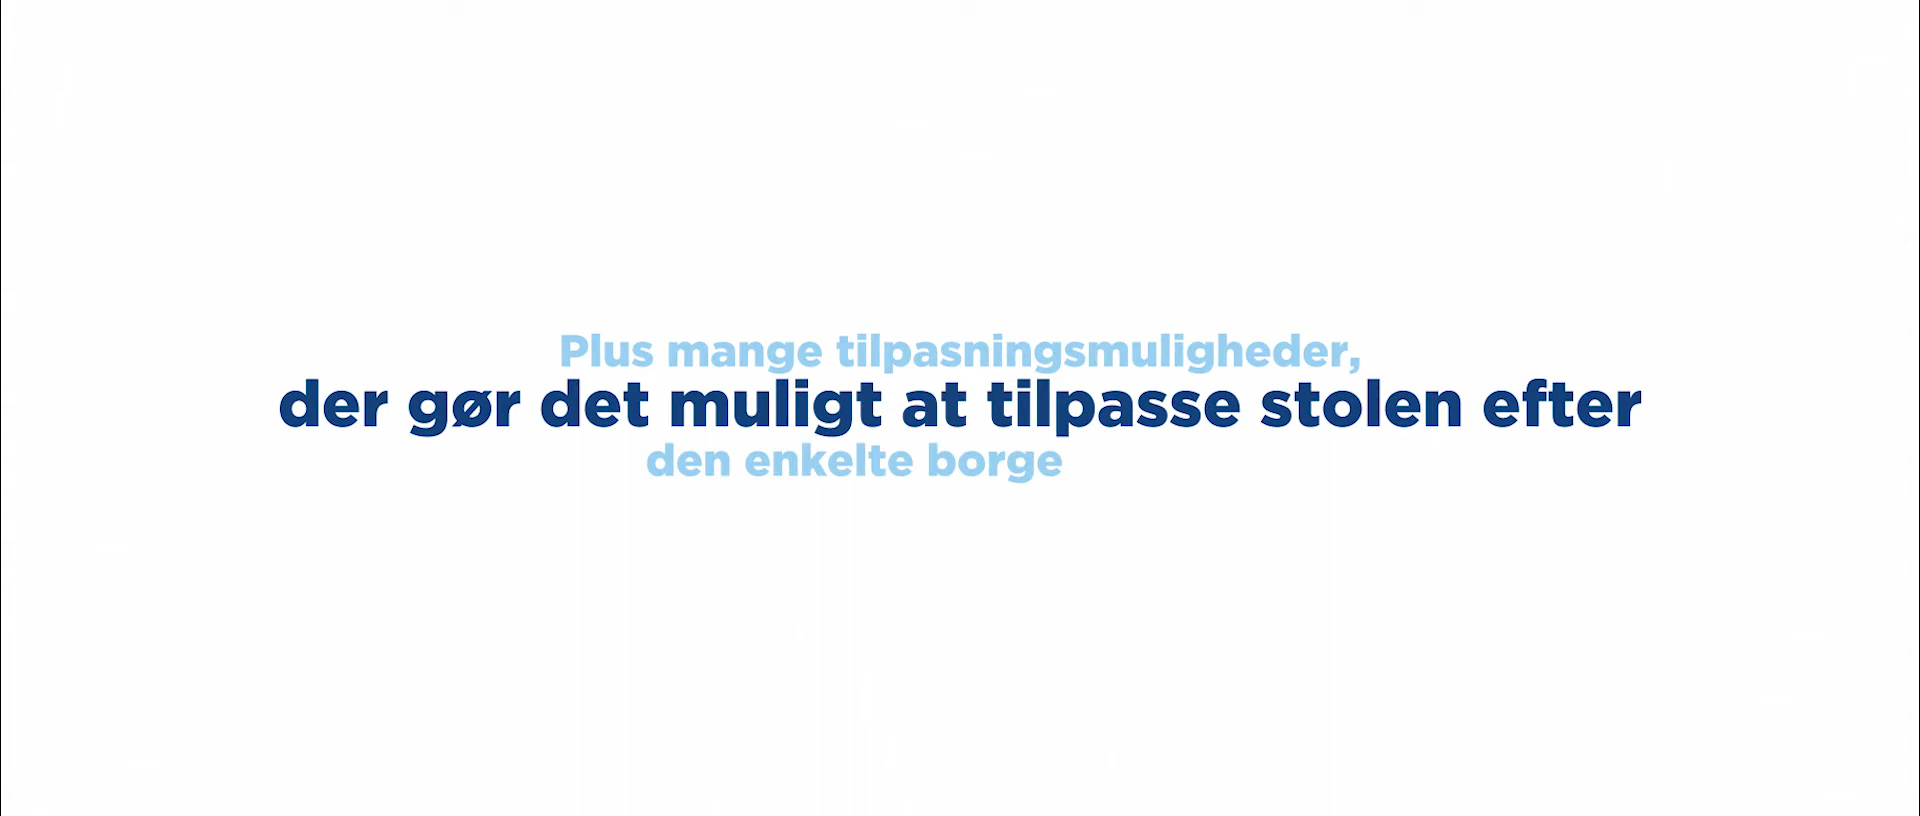 Plus mange tilpasningsmuligheder,
der gør det muligt at tilpasse stolen efter
den enkelte borge